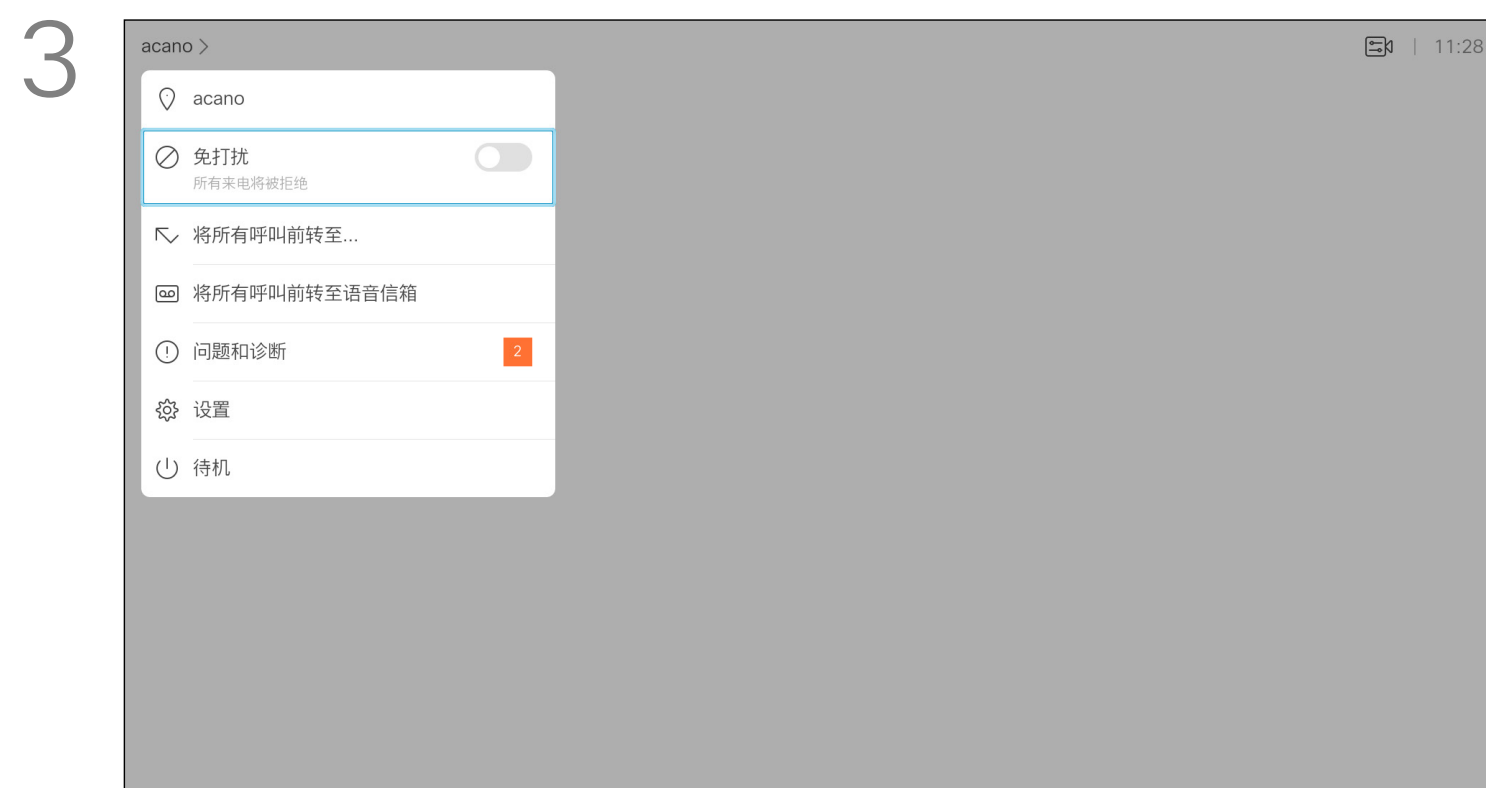 3
acano >
11:28
acano
免打扰
所有来电将被拒绝
将所有呼叫前转至...
将所有呼叫前转至语音信箱
问题和诊断 2
设置
待机